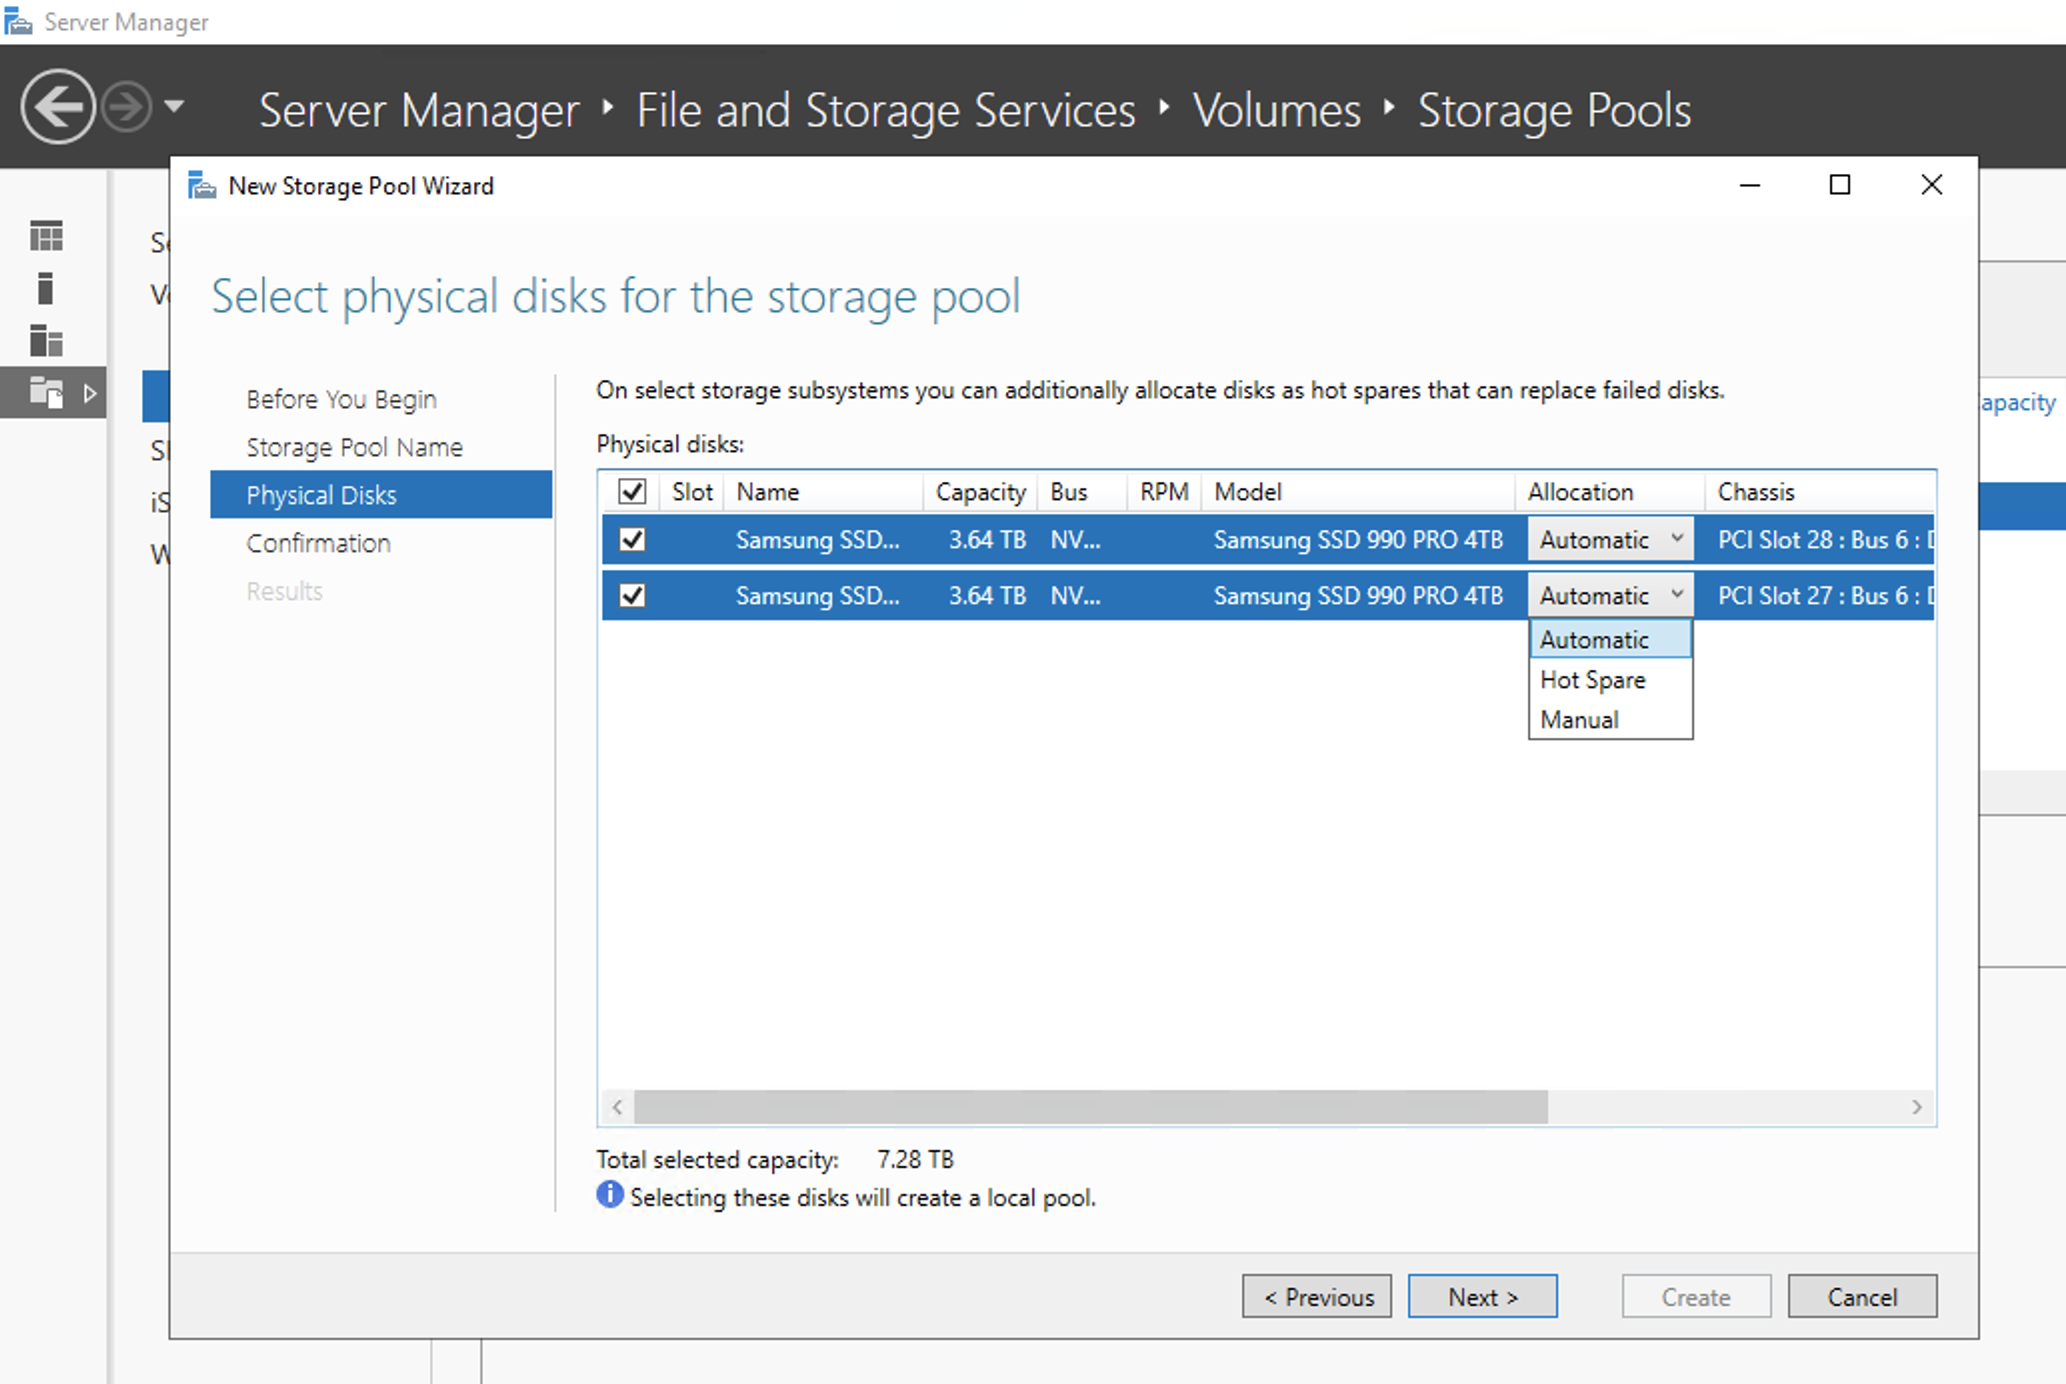 Server Manager
Server Manager ‣ File and Storage Services ‣ Volumes ‣ Storage Pools
New Storage Pool Wizard
Select physical disks for the storage pool
Before You Begin
Storage Pool Name
Physical Disks
Confirmation
Results
On select storage subsystems you can additionally allocate disks as hot spares that can replace failed disks.
Physical disks:
Slot Name Capacity Bus RPM Model Allocation Chassis
Samsung SSD... 3.64 TB NV... Samsung SSD 990 PRO 4TB Automatic PCI Slot 28 : Bus 6 :
Samsung SSD... 3.64 TB NV... Samsung SSD 990 PRO 4TB Automatic PCI Slot 27 : Bus 6 :
Automatic
Hot Spare
Manual
Total selected capacity: 7.28 TB
Selecting these disks will create a local pool.
< Previous Next > Create Cancel
apacity